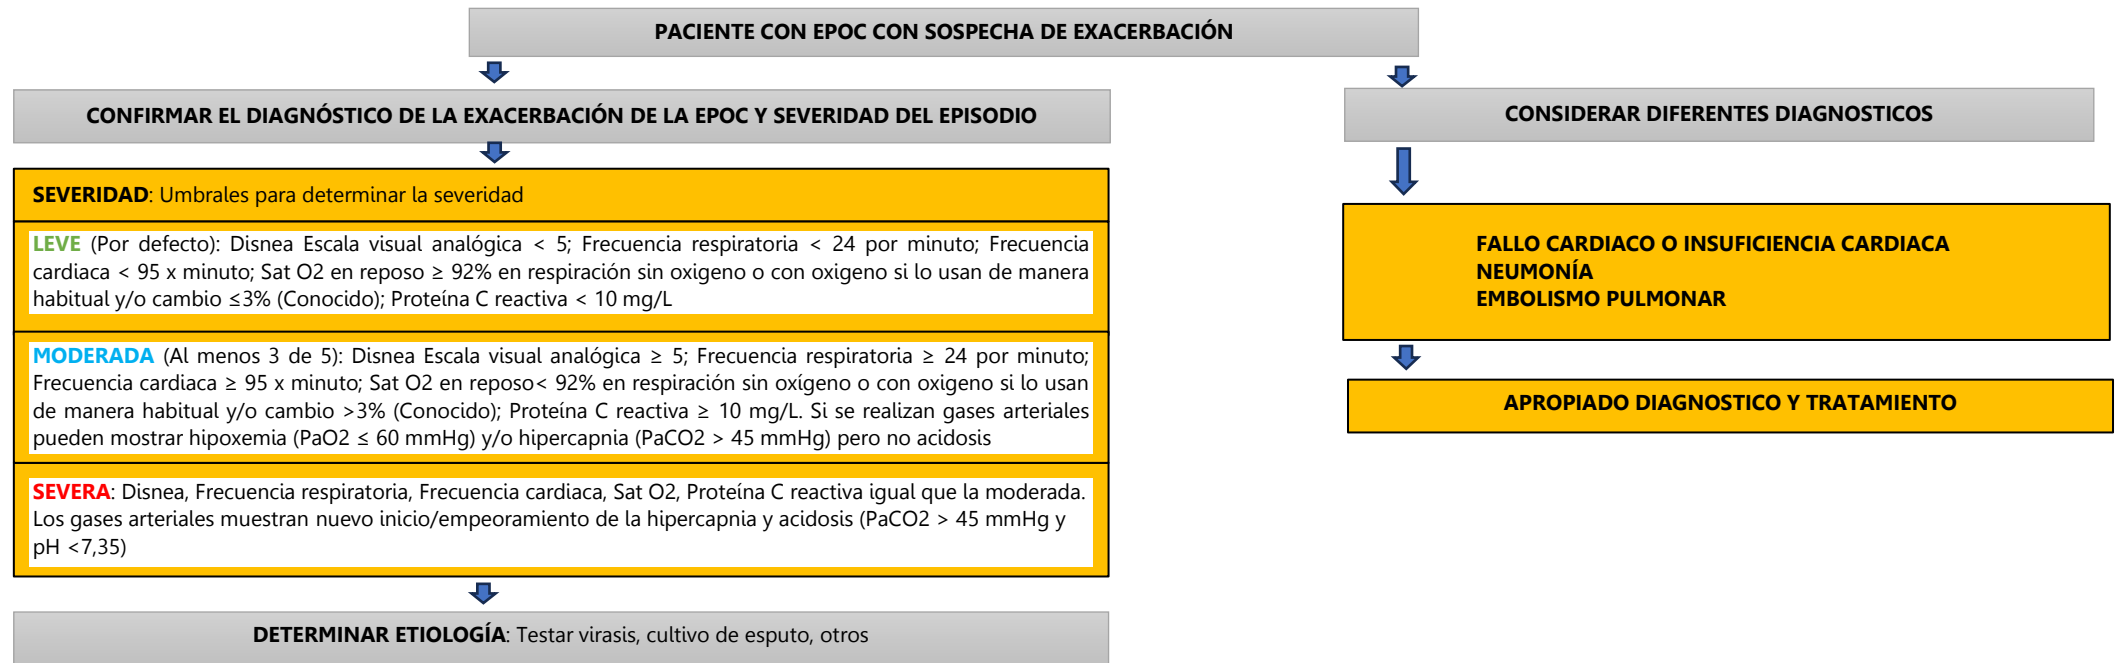 PACIENTE CON EPOC CON SOSPECHA DE EXACERBACIÓN
CONFIRMAR EL DIAGNÓSTICO DE LA EXACERBACIÓN DE LA EPOC Y SEVERIDAD DEL EPISODIO
SEVERIDAD: Umbrales para determinar la severidad
LEVE (Por defecto): Disnea Escala visual analógica < 5; Frecuencia respiratoria < 24 por minuto; Frecuencia
cardiaca < 95 x minuto; Sat O2 en reposo ≥ 92% en respiración sin oxigeno o con oxigeno si lo usan de manera
habitual y/o cambio ≤3% (Conocido); Proteína C reactiva < 10 mg/L
MODERADA (Al menos 3 de 5): Disnea Escala visual analógica ≥ 5; Frecuencia respiratoria ≥ 24 por minuto;
Frecuencia cardiaca ≥ 95 x minuto; Sat O2 en reposo< 92% en respiración sin oxígeno o con oxigeno si lo usan
de manera habitual y/o cambio >3% (Conocido); Proteína C reactiva ≥ 10 mg/L. Si se realizan gases arteriales
pueden mostrar hipoxemia (PaO2 ≤ 60 mmHg) y/o hipercapnia (PaCO2 > 45 mmHg) pero no acidosis
SEVERA: Disnea, Frecuencia respiratoria, Frecuencia cardiaca, Sat O2, Proteína C reactiva igual que la moderada.
Los gases arteriales muestran nuevo inicio/empeoramiento de la hipercapnia y acidosis (PaCO2 > 45 mmHg y
pH <7,35)
DETERMINAR ETIOLOGÍA: Testar virasis, cultivo de esputo, otros
CONSIDERAR DIFERENTES DIAGNOSTICOS
FALLO CARDIACO O INSUFICIENCIA CARDIACA
NEUMONÍA
EMBOLISMO PULMONAR
APROPIADO DIAGNOSTICO Y TRATAMIENTO